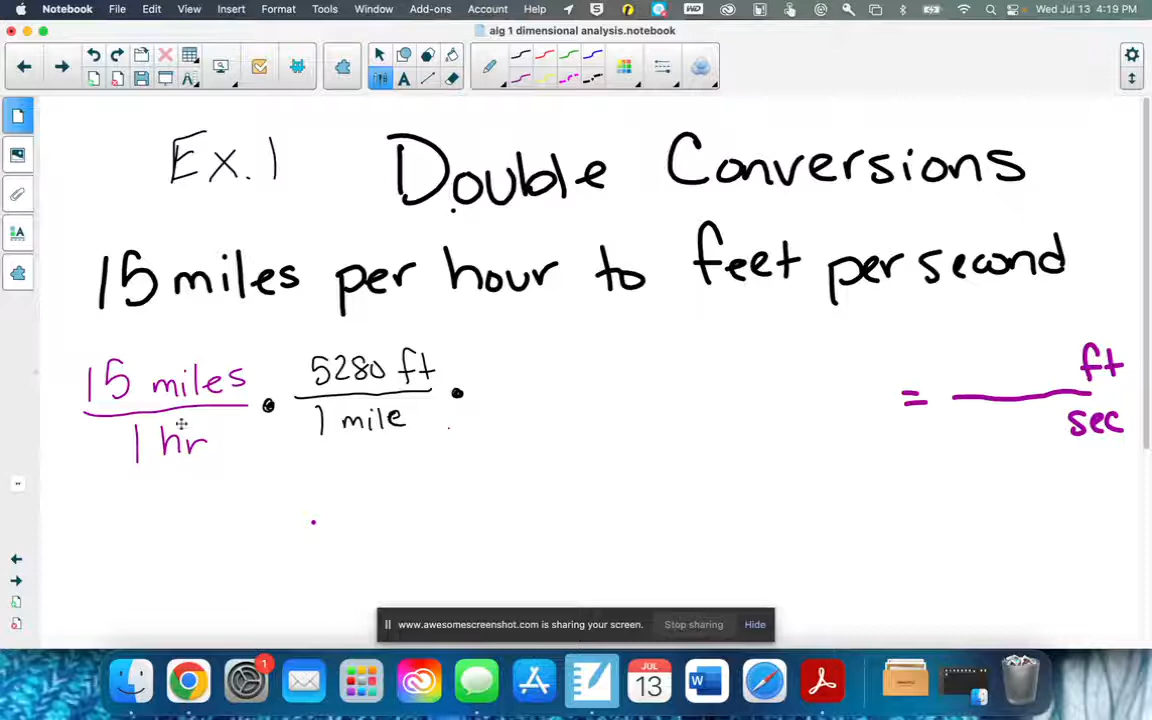 Notebook File Edit View Insert Format Tools Window Add-ons Account Help WD Wed Jul 13 4:19 PM
alg 1 dimensional analysis.notebook
Ex.1 Double Conversions
15 miles per hour to feet per second
15 miles 5280 ft ft
1 hr • 1 mile • = sec
www.awesomescreenshot.com is sharing your screen. Stop sharing Hide
1
JUL
13